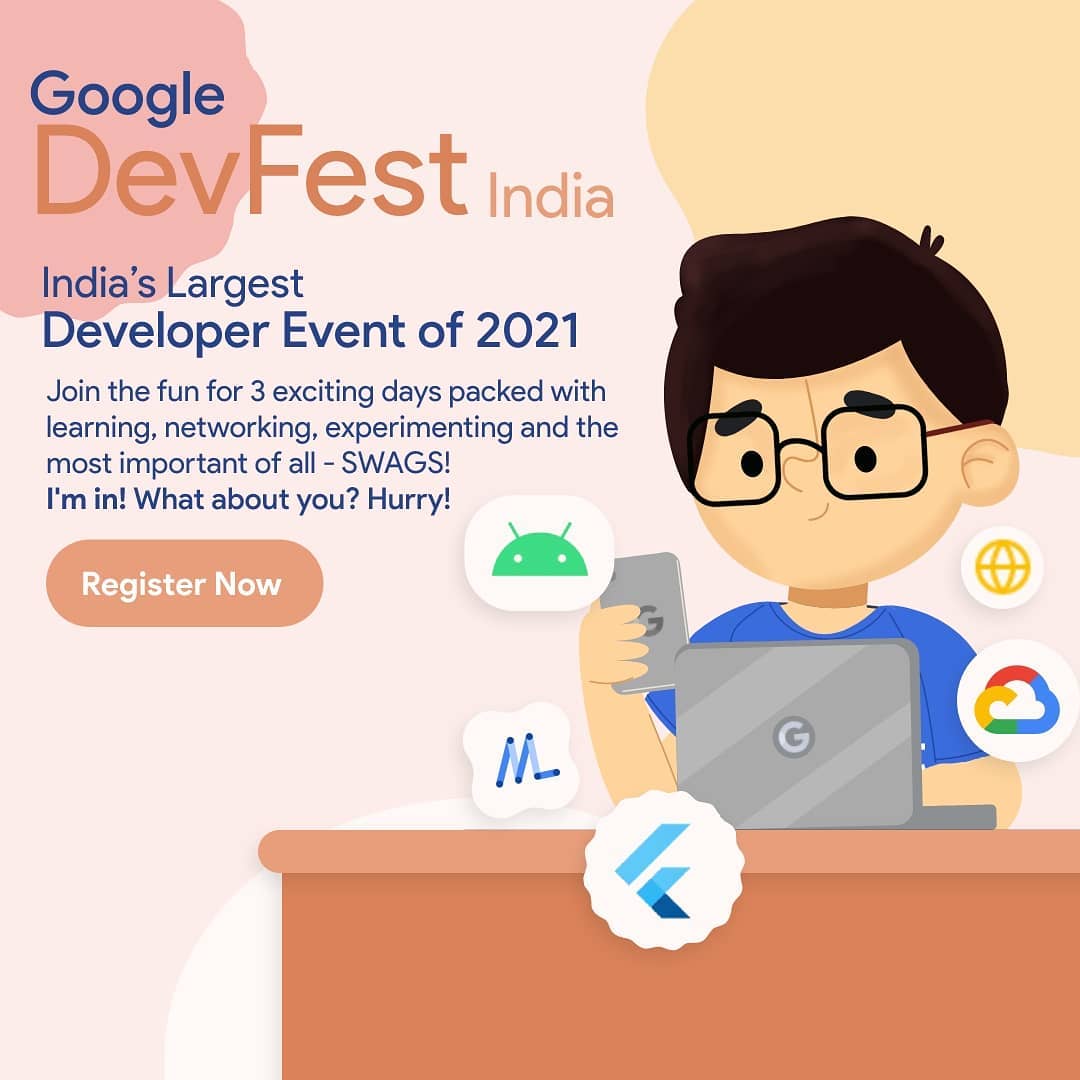 Google
DevFest India
India’s Largest
Developer Event of 2021
Join the fun for 3 exciting days packed with
learning, networking, experimenting and the
most important of all - SWAGS!
I'm in! What about you? Hurry!
Register Now
G
G